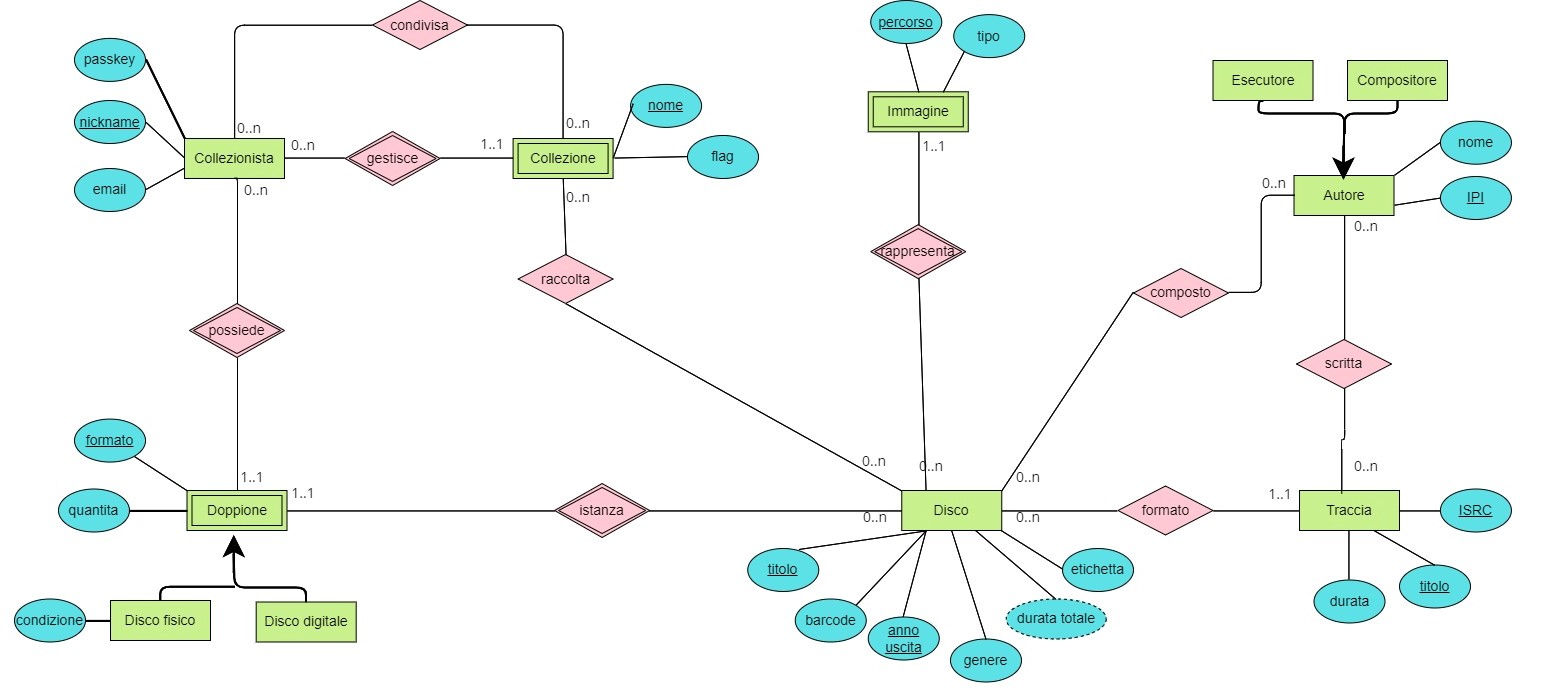 condivisa
percorso
tipo
passkey
Esecutore
Compositore
nome
Immagine
nickname
0..n
0..n
nome
0..n
1..1
1..1
Collezionista
gestisce
Collezione
flag
email
0..n
0..n
0..n
Autore
IPI
0..n
rappresenta
raccolta
composto
possiede
scritta
formato
0..n
0..n
0..n
0..n
1..1
1..1
1..1
quantita
Doppione
istanza
0..n
Disco
0..n
formato
Traccia
ISRC
titolo
etichetta
titolo
durata
condizione
Disco fisico
Disco digitale
barcode
anno
uscita
durata totale
genere